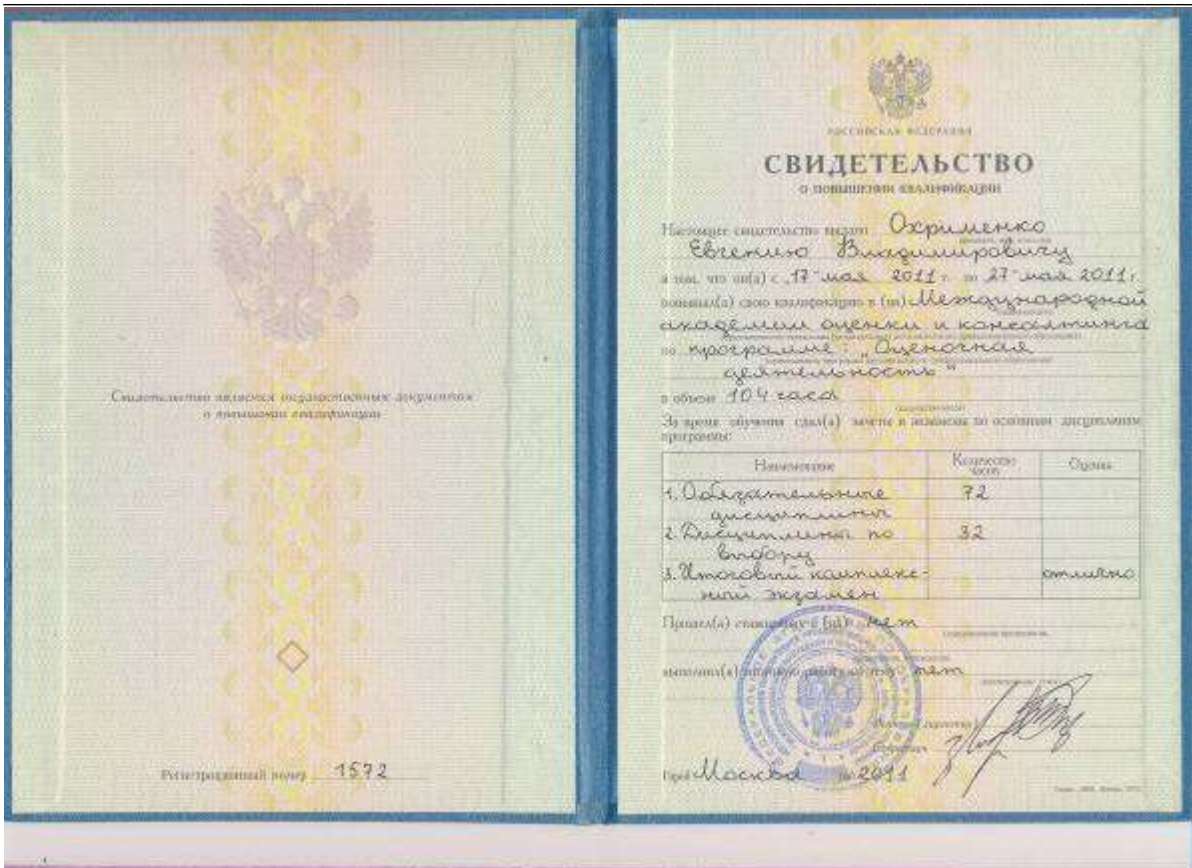 Свидетельство является государственным документом
о повышении квалификации
Регистрационный номер 1572
РОССИЙСКАЯ ФЕДЕРАЦИЯ
СВИДЕТЕЛЬСТВО
О ПОВЫШЕНИИ КВАЛИФИКАЦИИ
Настоящее свидетельство выдано Охрименко
Евгению Владимировичу
в том, что он(а) с „17" мая 2011 г. по 27" мая 2011 г.
повышал(а) свою квалификацию в (на) Международной
академии оценки и консалтинга
по программе: „Оценочная
деятельность"
в объеме 104 часа
За время обучения сдал(а) зачеты и экзамены по основным дисциплинам
программы:
Наименование Количество часов Оценка
1. Обязательные 72
дисциплины
2. Дисциплины по 32
выбору
3. Итоговый комплекс- отлично
ный экзамен
Прошел(а) стажировку в (на) нет
выполнил(а) итоговую работу на тему нет
Город Москва год 2011